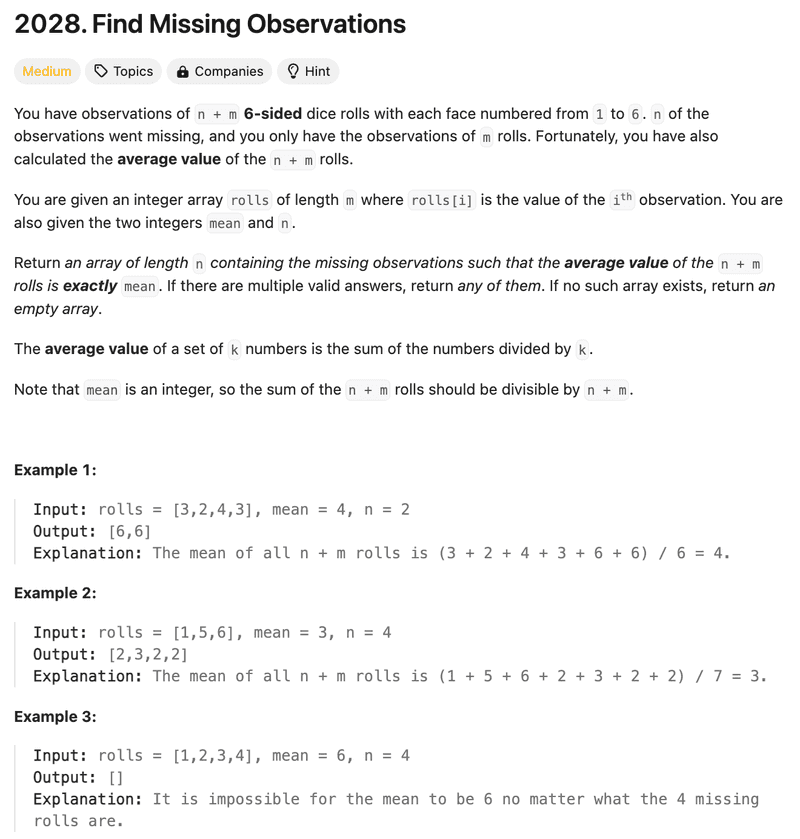 2028. Find Missing Observations
Medium Topics Companies Hint
You have observations of n + m 6-sided dice rolls with each face numbered from 1 to 6. n of the
observations went missing, and you only have the observations of m rolls. Fortunately, you have also
calculated the average value of the n + m rolls.
You are given an integer array rolls of length m where rolls[i] is the value of the ith observation. You are
also given the two integers mean and n.
Return an array of length n containing the missing observations such that the average value of the n + m
rolls is exactly mean. If there are multiple valid answers, return any of them. If no such array exists, return an
empty array.
The average value of a set of k numbers is the sum of the numbers divided by k.
Note that mean is an integer, so the sum of the n + m rolls should be divisible by n + m.
Example 1:
Input: rolls = [3,2,4,3], mean = 4, n = 2
Output: [6,6]
Explanation: The mean of all n + m rolls is (3 + 2 + 4 + 3 + 6 + 6) / 6 = 4.
Example 2:
Input: rolls = [1,5,6], mean = 3, n = 4
Output: [2,3,2,2]
Explanation: The mean of all n + m rolls is (1 + 5 + 6 + 2 + 3 + 2 + 2) / 7 = 3.
Example 3:
Input: rolls = [1,2,3,4], mean = 6, n = 4
Output: []
Explanation: It is impossible for the mean to be 6 no matter what the 4 missing
rolls are.